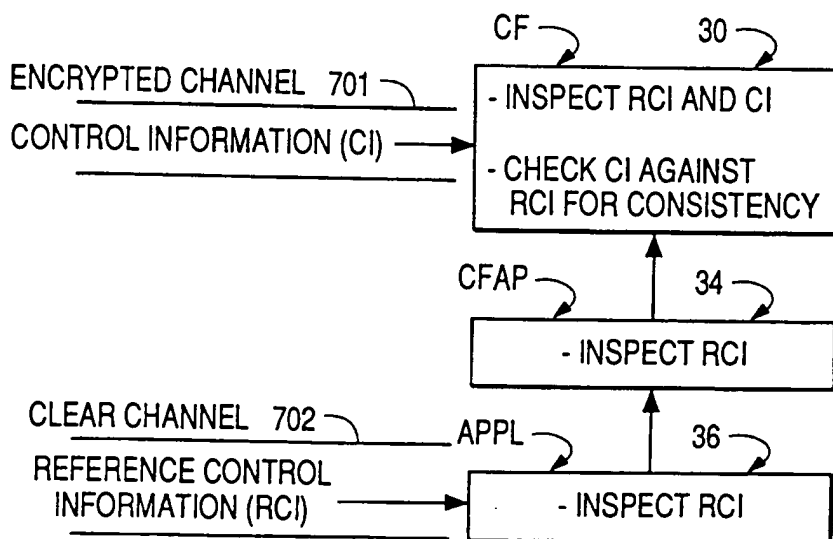 CF 30
ENCRYPTED CHANNEL 701
CONTROL INFORMATION (CI)
- INSPECT RCI AND CI
- CHECK CI AGAINST
RCI FOR CONSISTENCY
CFAP 34
- INSPECT RCI
CLEAR CHANNEL 702
REFERENCE CONTROL
INFORMATION (RCI)
APPL 36
- INSPECT RCI